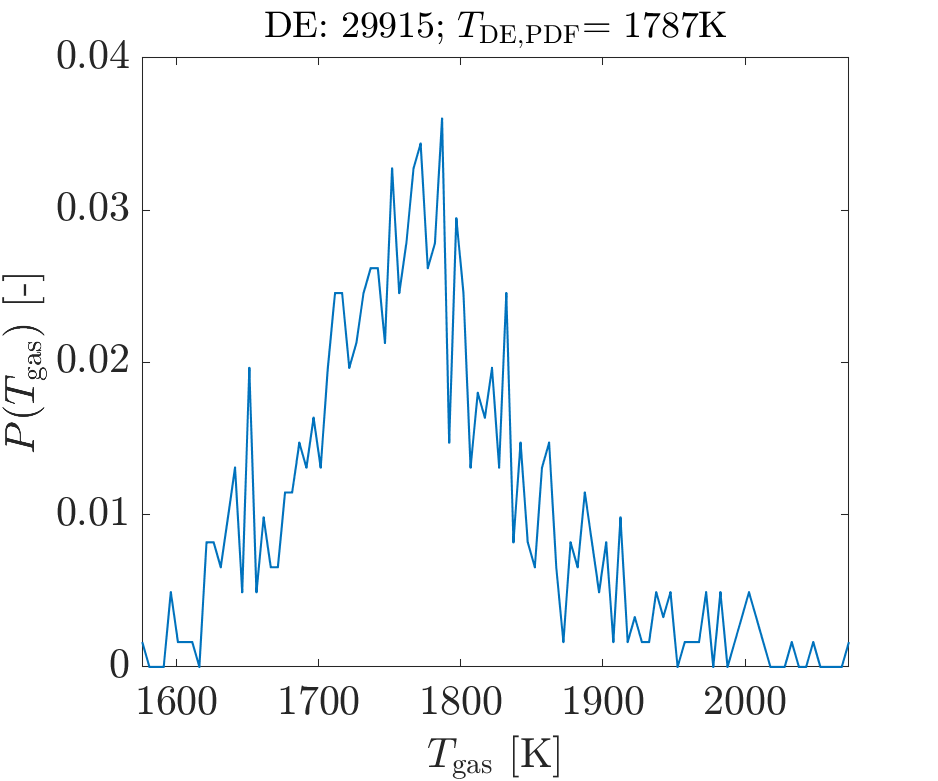 DE: 29915; T_DE,PDF= 1787K
0.04
0.03
0.02
0.01
0
P(T_gas) [-]
1600 1700 1800 1900 2000
T_gas [K]